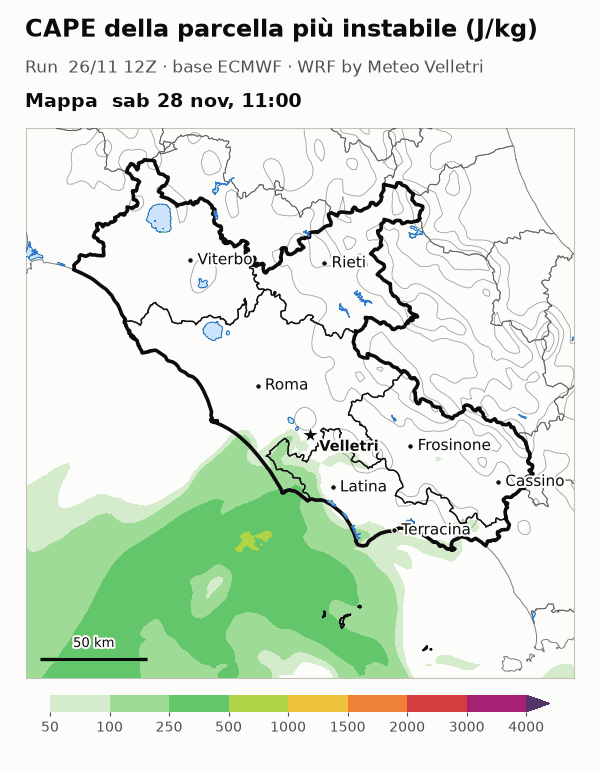 CAPE della parcella più instabile (J/kg)
Run 26/11 12Z · base ECMWF · WRF by Meteo Velletri
Mappa sab 28 nov, 11:00
Viterbo
Rieti
Roma
Velletri
Frosinone
Latina
Cassino
Terracina
50 km
50 100 250 500 1000 1500 2000 3000 4000